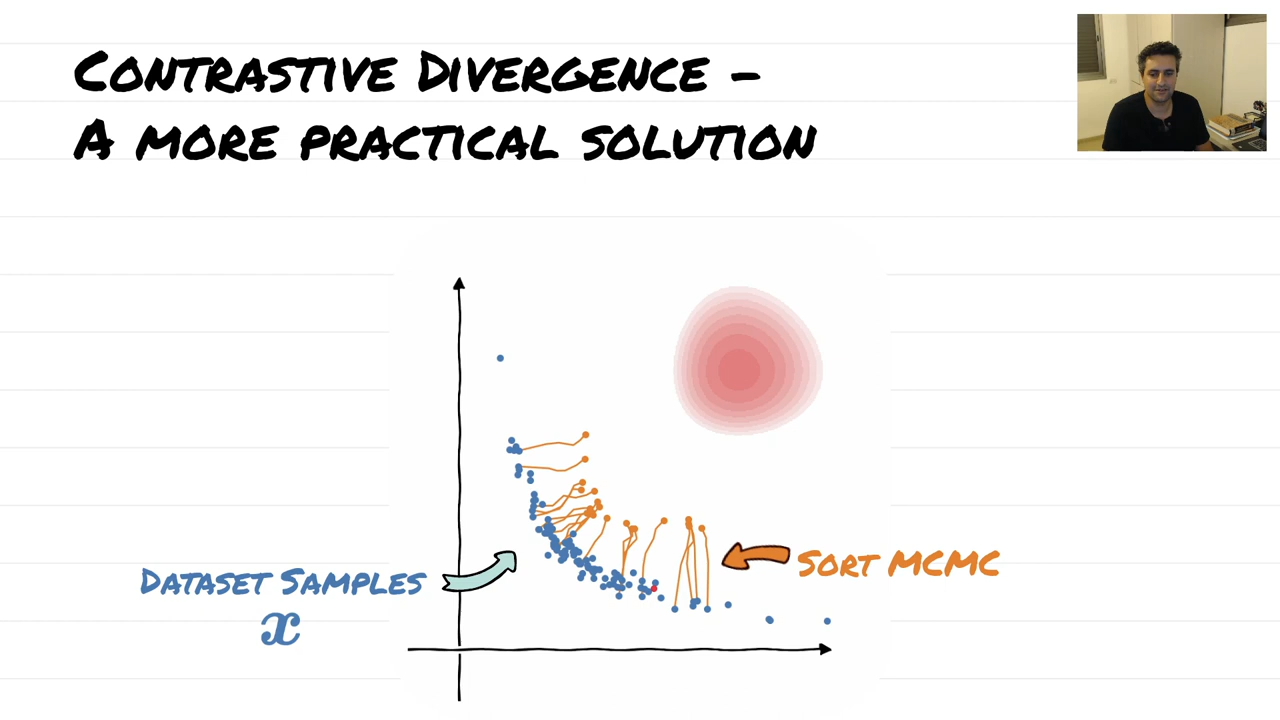 Contrastive Divergence –
A more practical solution
Dataset Samples
x
Sort MCMC